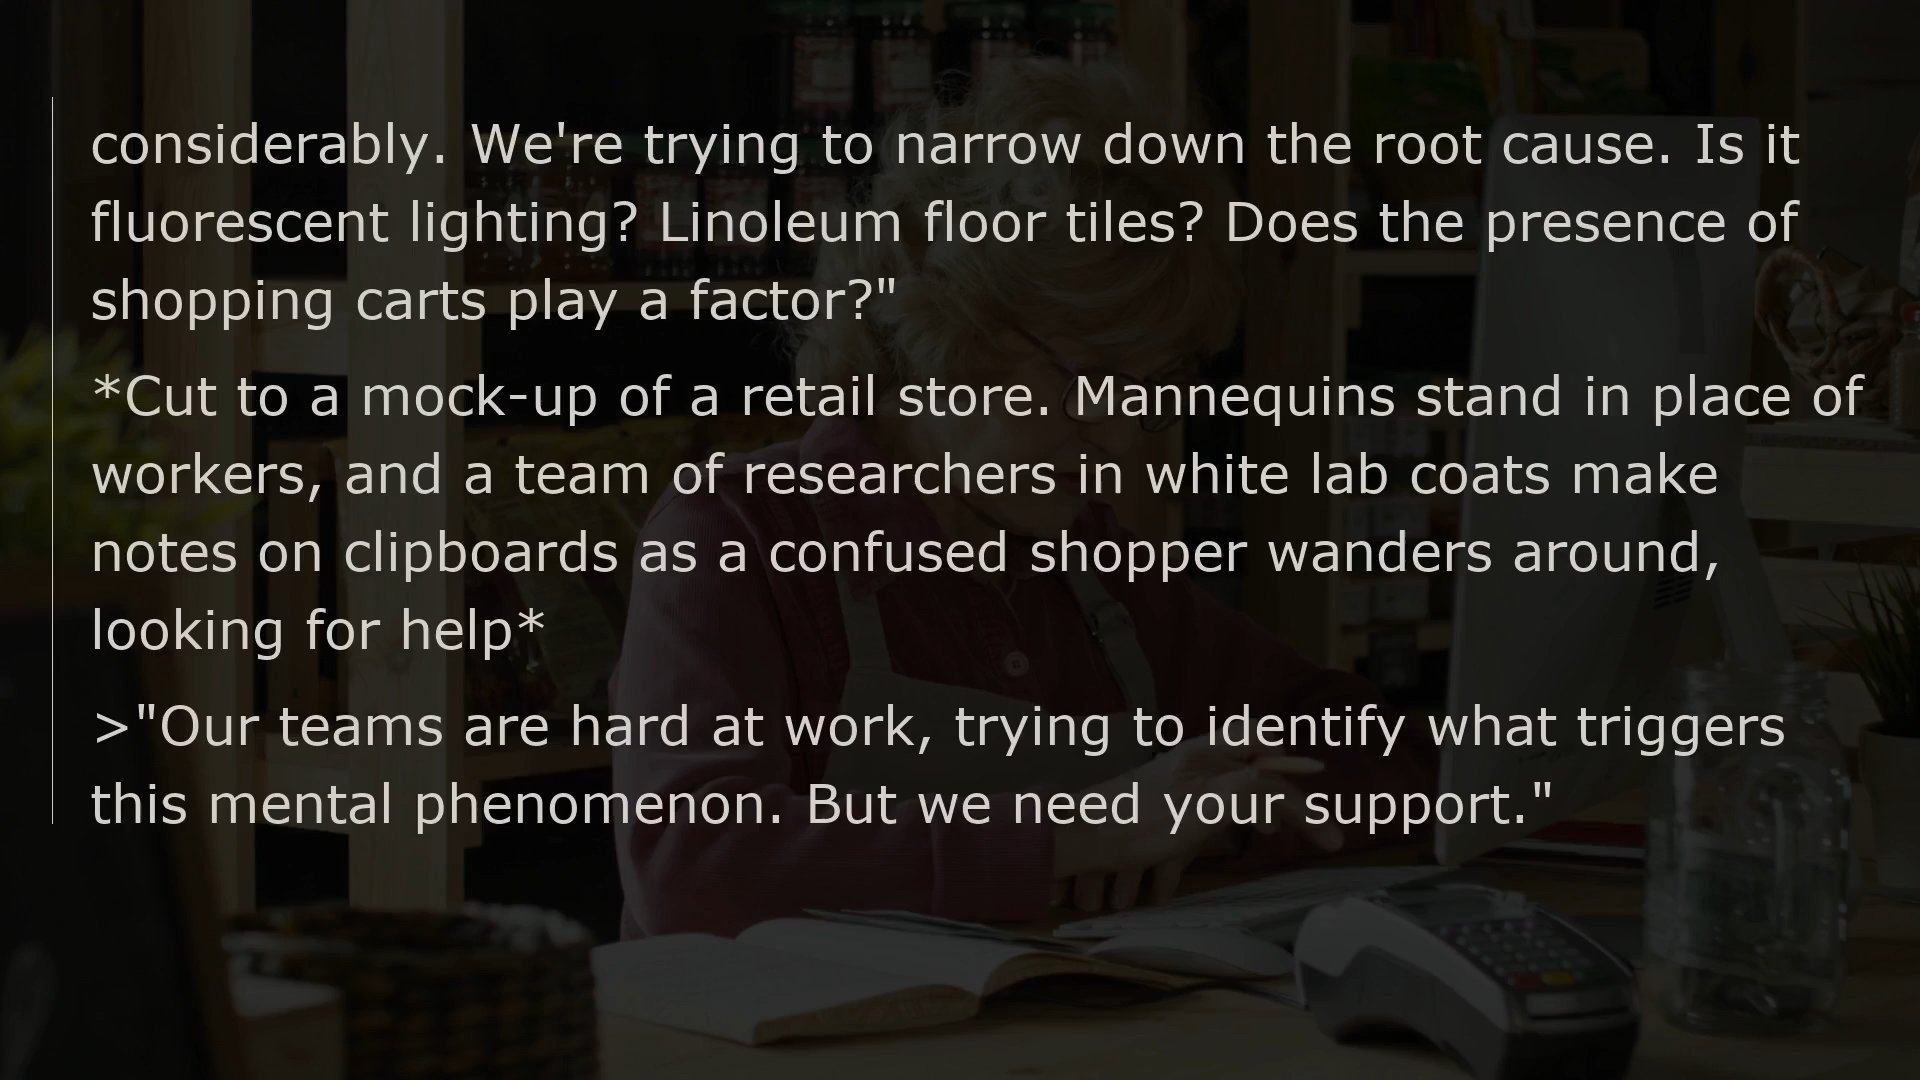 considerably. We're trying to narrow down the root cause. Is it
fluorescent lighting? Linoleum floor tiles? Does the presence of
shopping carts play a factor?"
*Cut to a mock-up of a retail store. Mannequins stand in place of
workers, and a team of researchers in white lab coats make
notes on clipboards as a confused shopper wanders around,
looking for help*
>"Our teams are hard at work, trying to identify what triggers
this mental phenomenon. But we need your support."